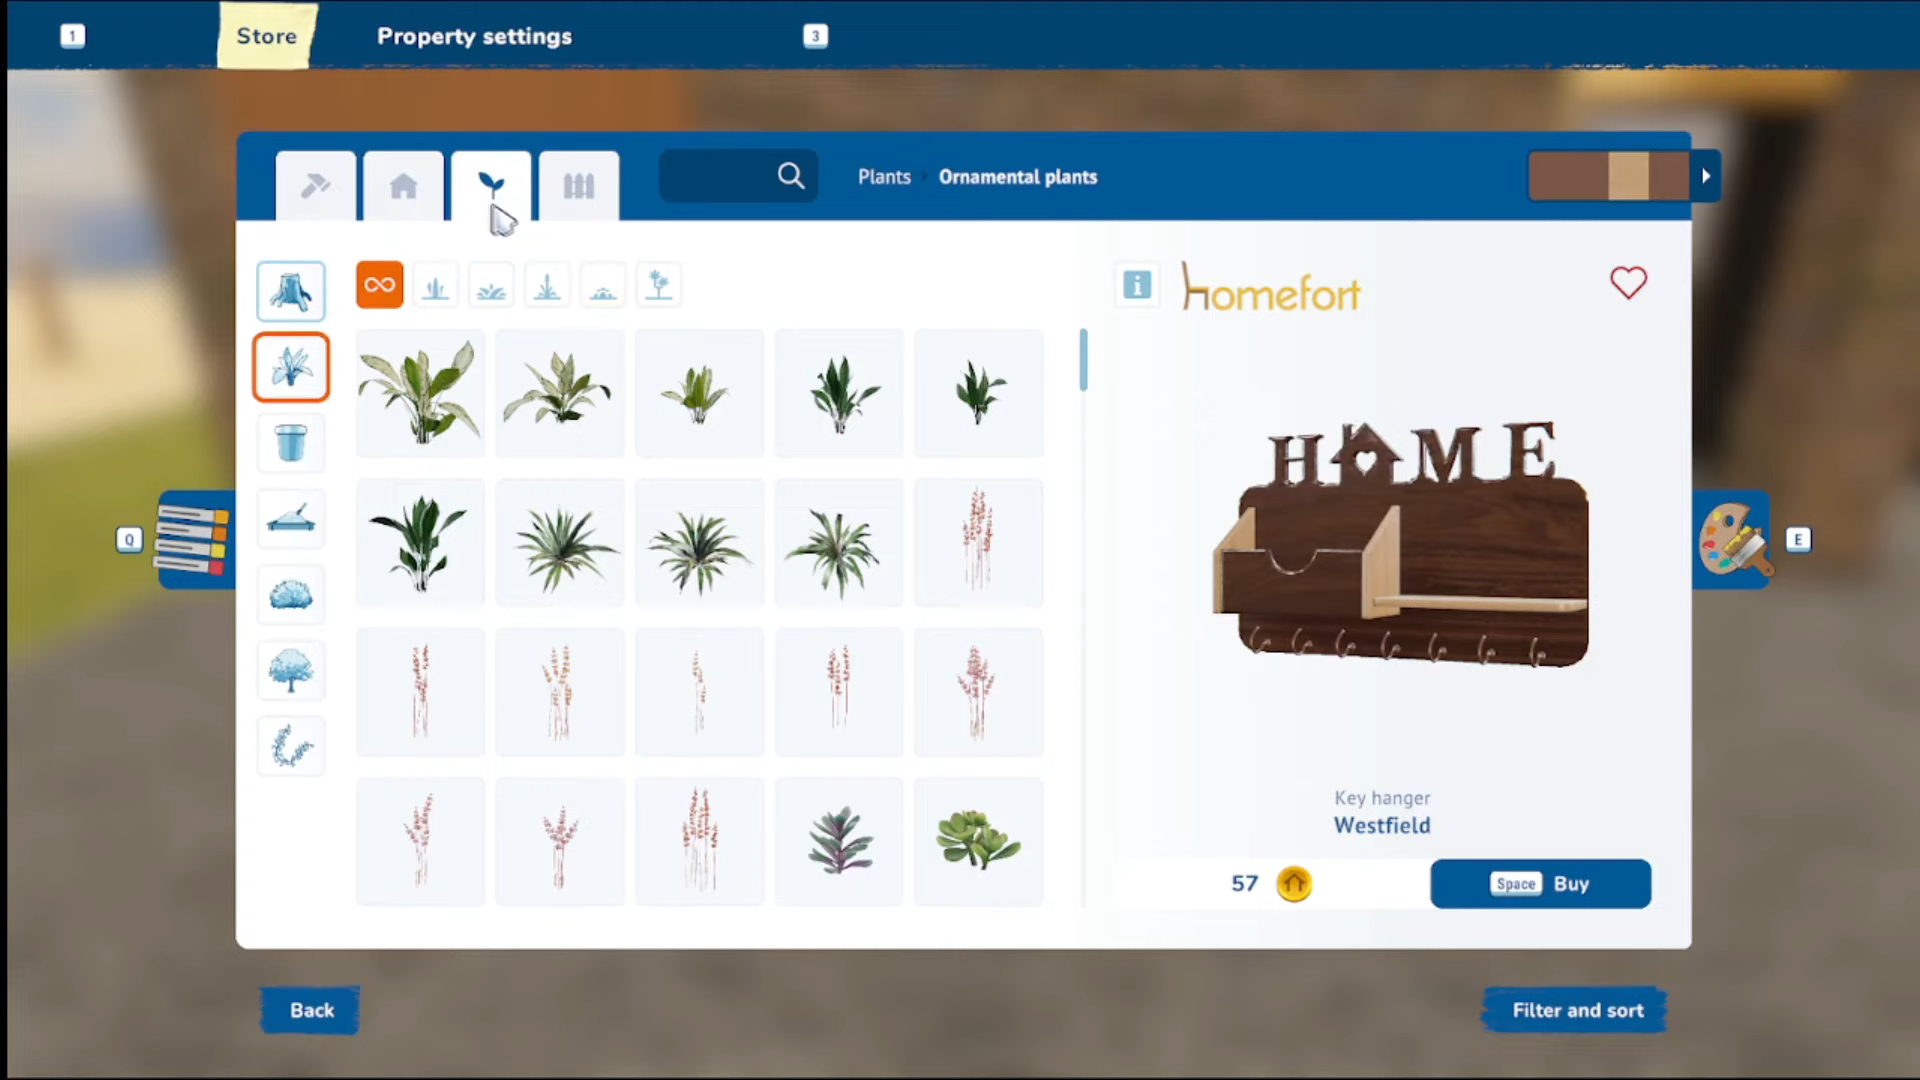 1
Store
Property settings
3
Plants
Ornamental plants
homefort
HOME
Q
E
Key hanger
Westfield
57
Space
Buy
Back
Filter and sort